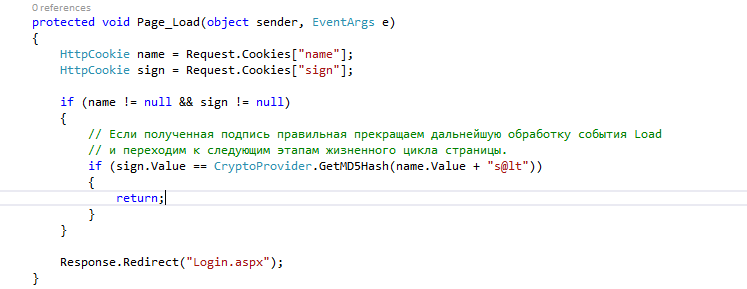 0 references
protected void Page_Load(object sender, EventArgs e)
{
HttpCookie name = Request.Cookies["name"];
HttpCookie sign = Request.Cookies["sign"];
if (name != null && sign != null)
{
// Если полученная подпись правильная прекращаем дальнейшую обработку события Load
// и переходим к следующим этапам жизненного цикла страницы.
if (sign.Value == CryptoProvider.GetMD5Hash(name.Value + "s@lt"))
{
return;
}
}
Response.Redirect("Login.aspx");
}